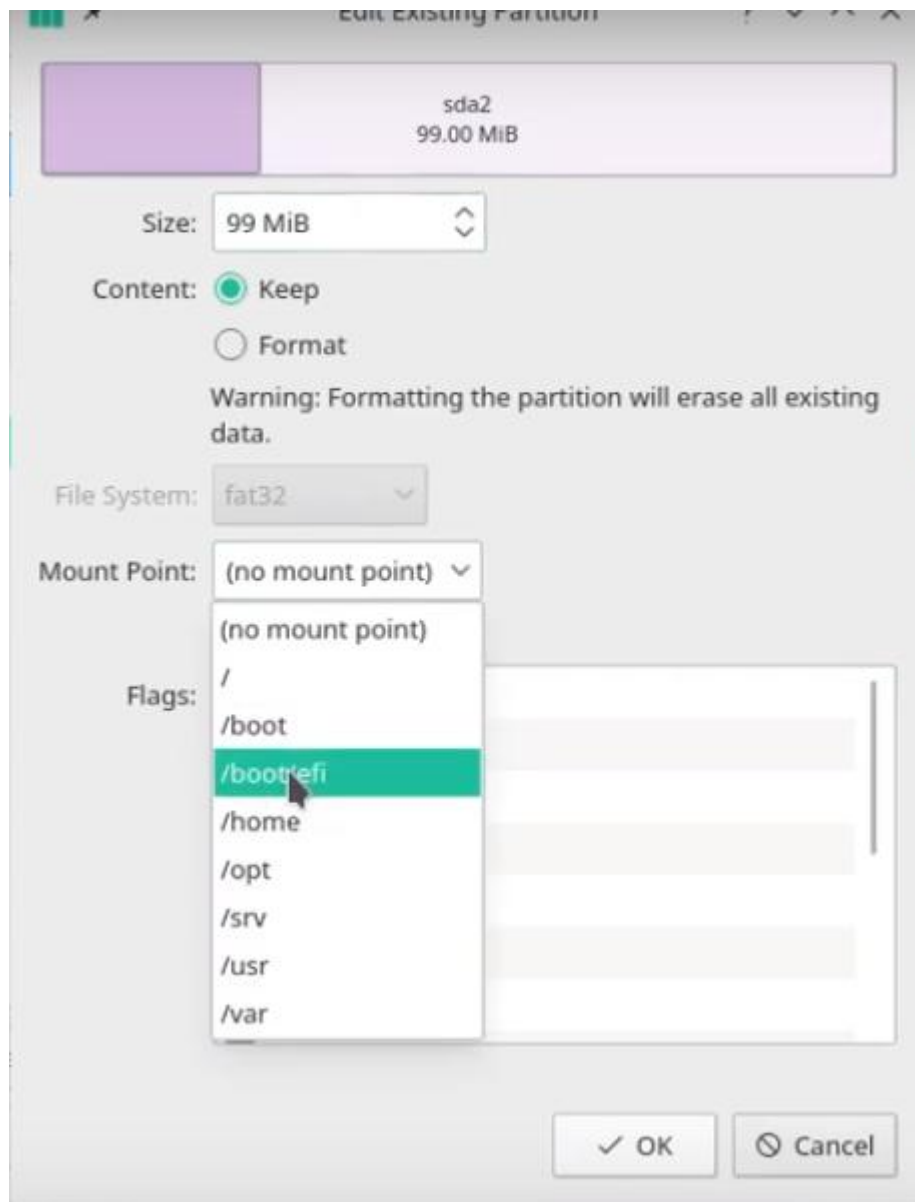 Edit Existing Partition
sda2
99.00 MiB
Size: 99 MiB
Content: Keep
Format
Warning: Formatting the partition will erase all existing
data.
File System: fat32
Mount Point: (no mount point)
(no mount point)
/
Flags:
/boot
/boot/efi
/home
/opt
/srv
/usr
/var
OK
Cancel